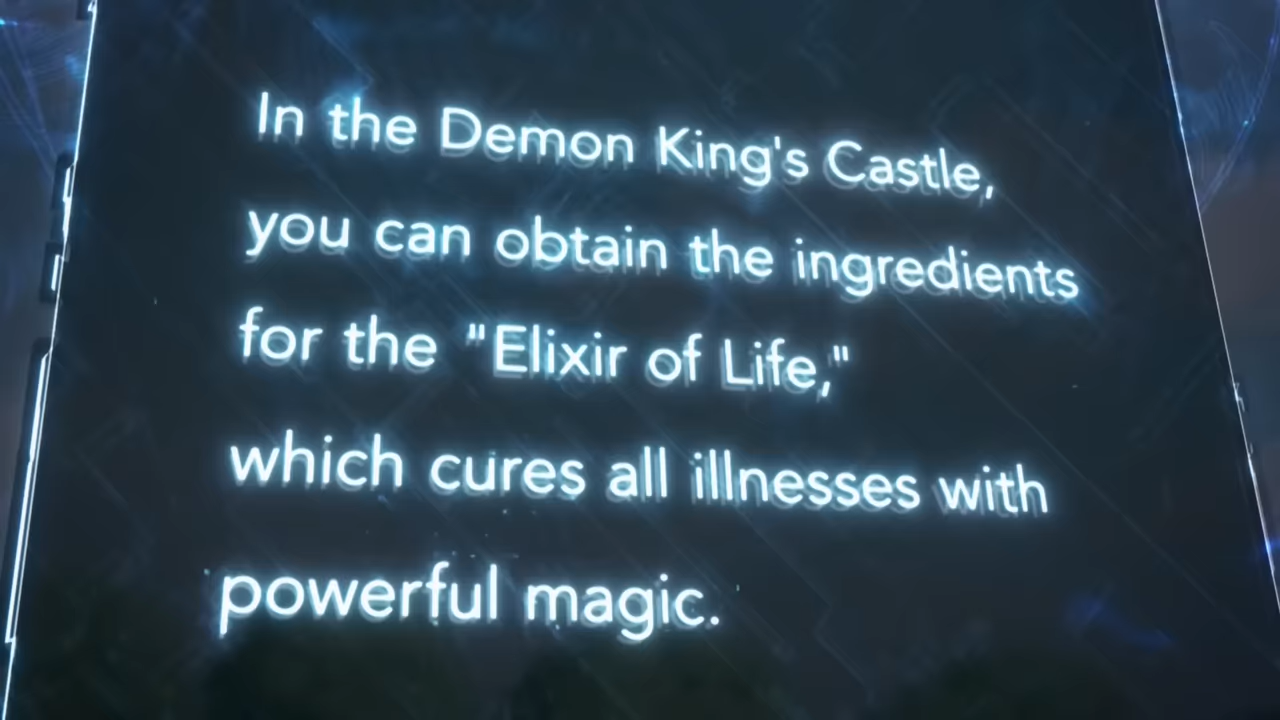 In the Demon King's Castle,
you can obtain the ingredients
for the "Elixir of Life,"
which cures all illnesses with
powerful magic.